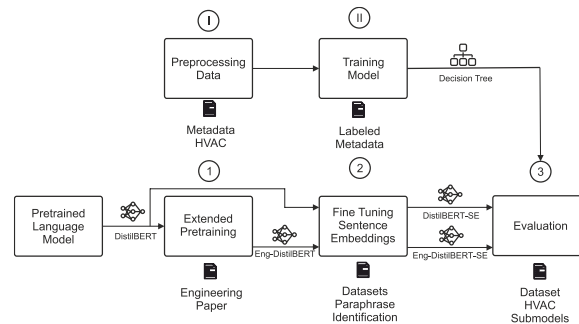 I
II
Preprocessing
Data
Training
Model
Decision Tree
Metadata
HVAC
Labeled
Metadata
1
2
3
Pretrained
Language
Model
DistilBERT
Extended
Pretraining
Eng-DistilBERT
Fine Tuning
Sentence
Embeddings
DistilBERT-SE
Eng-DistilBERT-SE
Evaluation
Engineering
Paper
Datasets
Paraphrase
Identification
Dataset
HVAC
Submodels